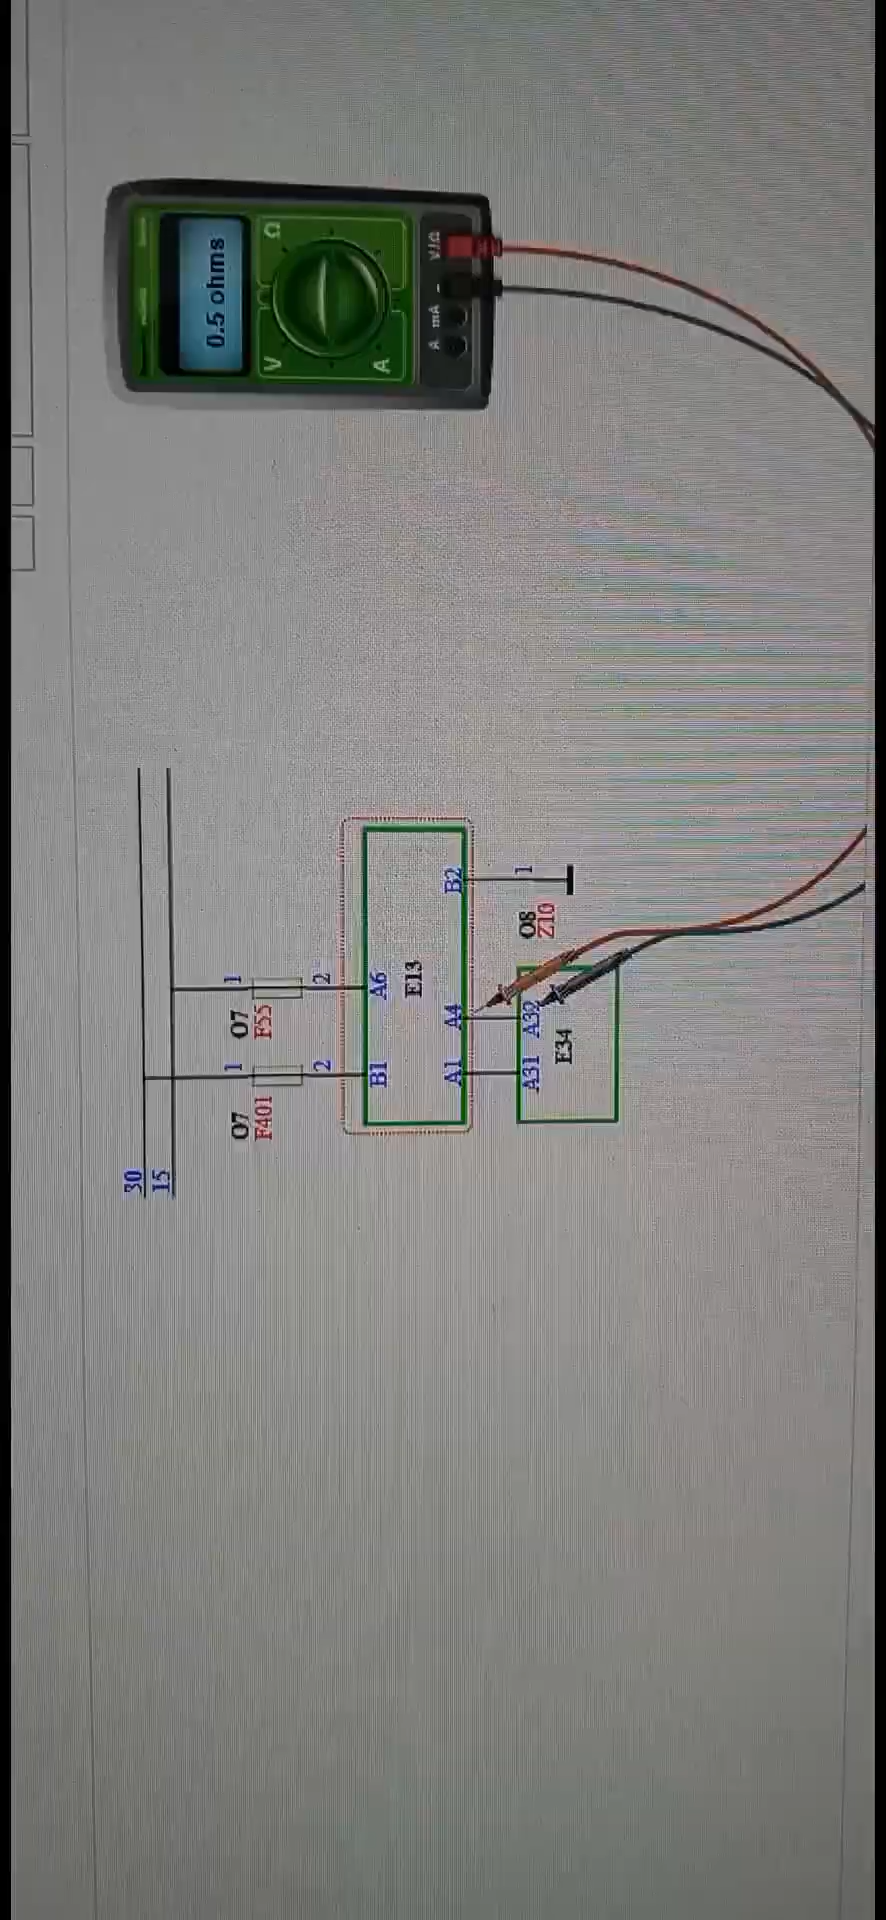 0.5 ohms
V
Ω
A
A mA - V/Ω
30
15
O7
F401
1
2
O7
F55
1
2
B1
A6
E13
A1
A4
B2
1
O8
Z10
A31
A32
E34